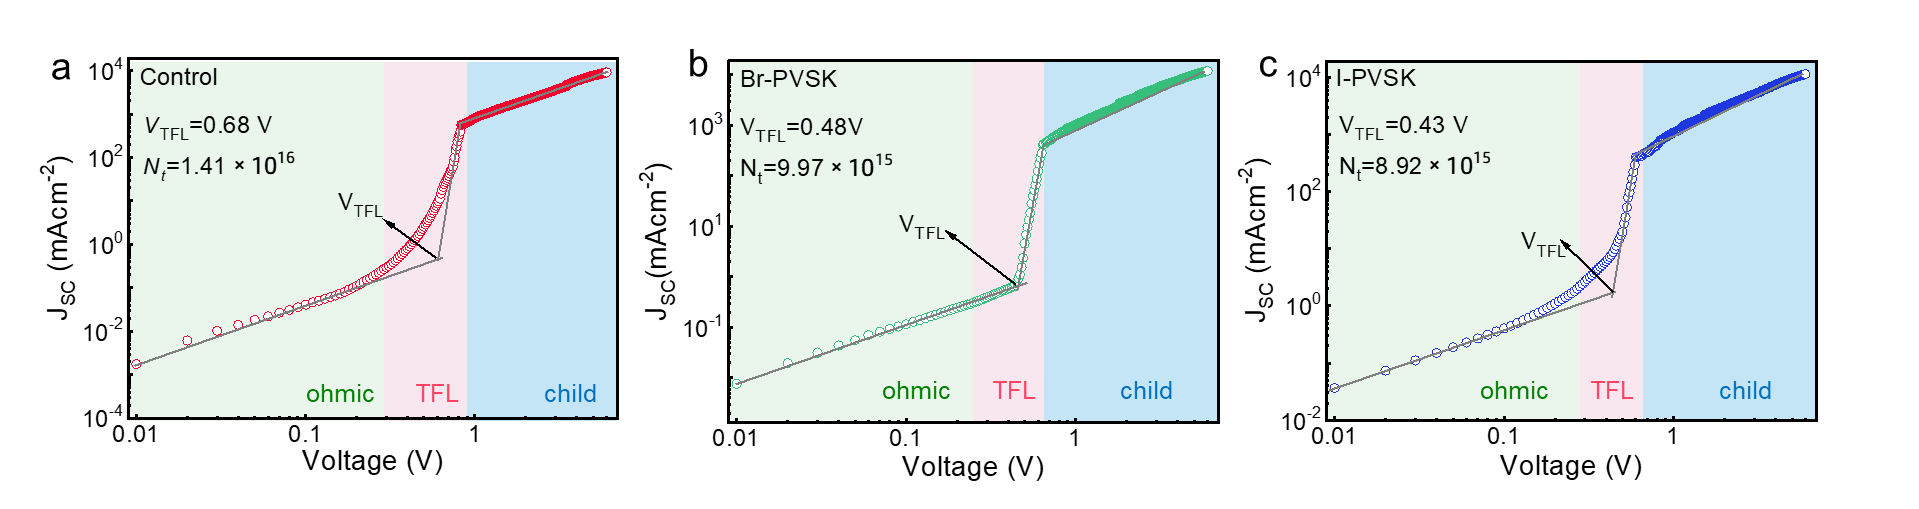 a
Control
V_TFL=0.68 V
N_t=1.41 × 10^16
V_TFL
ohmic
TFL
child
10^4
10^2
10^0
10^-2
10^-4
0.01
0.1
1
J_SC (mAcm^-2)
Voltage (V)
b
Br-PVSK
V_TFL=0.48V
N_t=9.97 × 10^15
V_TFL
ohmic
TFL
child
10^3
10^1
10^-1
0.01
0.1
1
J_SC(mAcm^-2)
Voltage (V)
c
I-PVSK
V_TFL=0.43 V
N_t=8.92 × 10^15
V_TFL
ohmic
TFL
child
10^4
10^2
10^0
10^-2
0.01
0.1
1
J_SC (mAcm^-2)
Voltage (V)